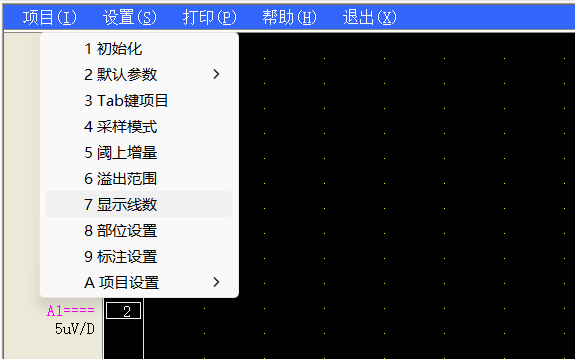 项目(I) 设置(S) 打印(P) 帮助(H) 退出(X)
1 初始化
2 默认参数
3 Tab键项目
4 采样模式
5 阈上增量
6 溢出范围
7 显示线数
8 部位设置
9 标注设置
A 项目设置
A1==== 2
5uV/D